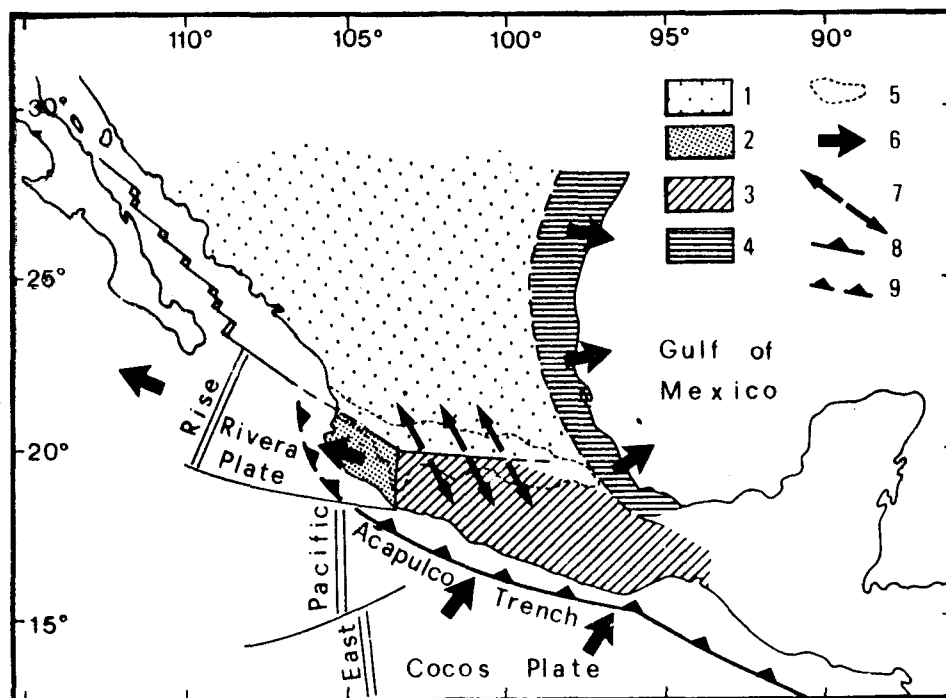 110° 105° 100° 95° 90°
30°
25°
20°
15°
1
2
3
4
5
6
7
8
9
Gulf of
Mexico
Rise
Rivera
Plate
Pacific
East
Acapulco
Trench
Cocos Plate